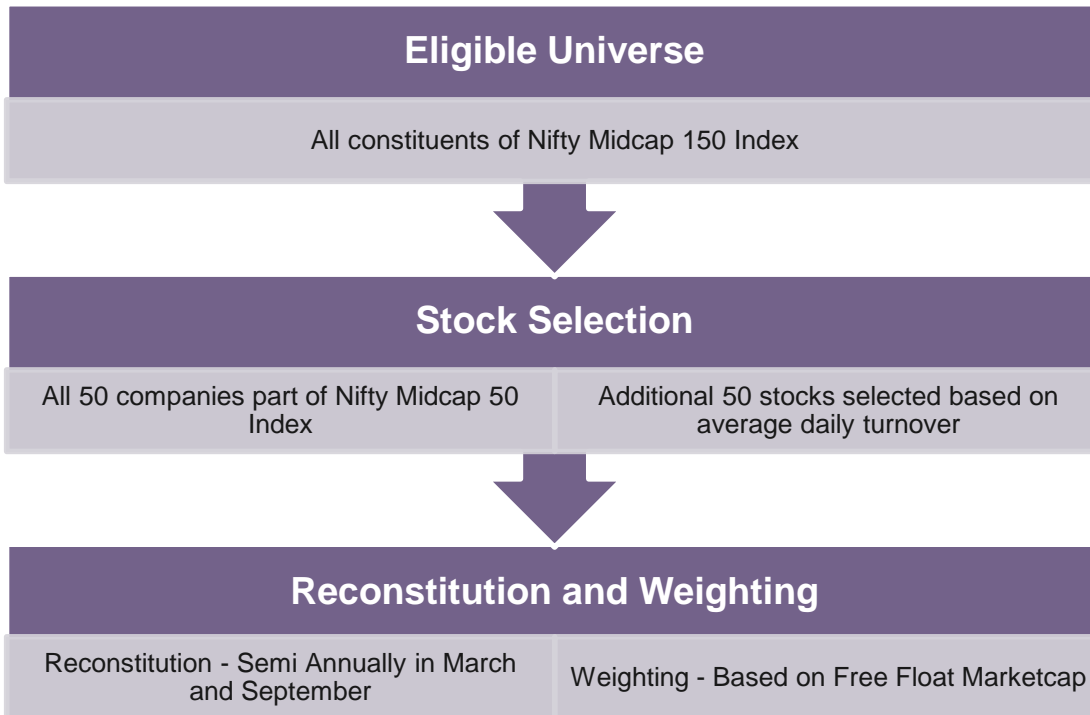 Eligible Universe
All constituents of Nifty Midcap 150 Index
Stock Selection
All 50 companies part of Nifty Midcap 50
Index
Additional 50 stocks selected based on
average daily turnover
Reconstitution and Weighting
Reconstitution - Semi Annually in March
and September
Weighting - Based on Free Float Marketcap